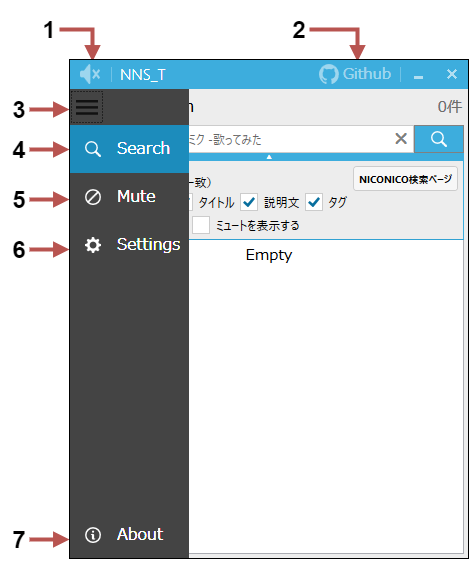 1
2
NNS_T
Github
3
0件
4
Search
ミク -歌ってみた
NICONICO検索ページ
5
Mute
一致)
タイトル
説明文
タグ
6
Settings
ミュートを表示する
Empty
7
About